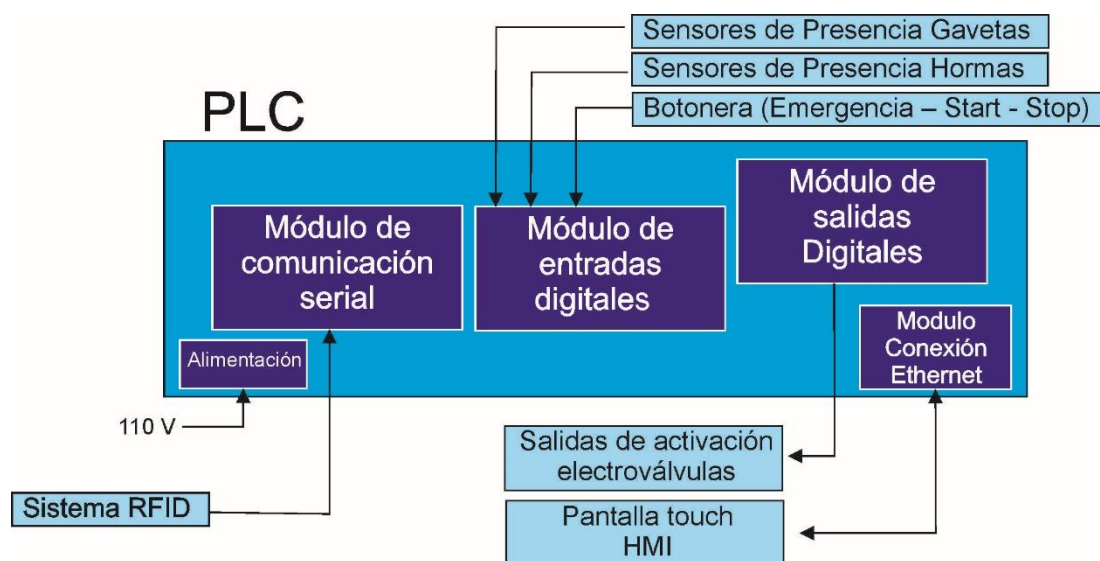 Sensores de Presencia Gavetas
Sensores de Presencia Hormas
Botonera (Emergencia – Start - Stop)
PLC
Módulo de
comunicación
serial
Módulo de
entradas
digitales
Módulo de
salidas
Digitales
Alimentación
Modulo
Conexión
Ethernet
110 V
Salidas de activación
electroválvulas
Sistema RFID
Pantalla touch
HMI